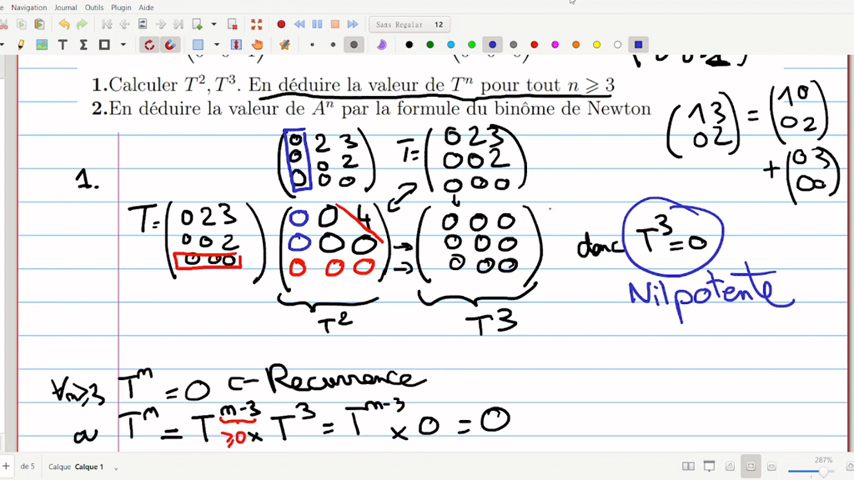 Navigation Journal Outils Plugin Aide
Sans Regular 12
1.Calculer T², T³. En déduire la valeur de Tⁿ pour tout n ⩾ 3
2.En déduire la valeur de Aⁿ par la formule du binôme de Newton
(1 3
0 2) = (1 0
0 2)
+ (0 3
0 0)
1.
(0 2 3
0 0 2
0 0 0)
T = (0 2 3
0 0 2
0 0 0)
T = (0 2 3
0 0 2
0 0 0)
(0 0 4
0 0 0
0 0 0)
(0 0 0
0 0 0
0 0 0)
T²
T3
donc T³ = 0
Nilpotente
∀n⩾3 Tⁿ = 0 ⊂– Recurrence
ou Tⁿ = Tⁿ⁻³ × T³ = Tⁿ⁻³ × 0 = 0
⩾0
de 5 Calque Calque 1
287%